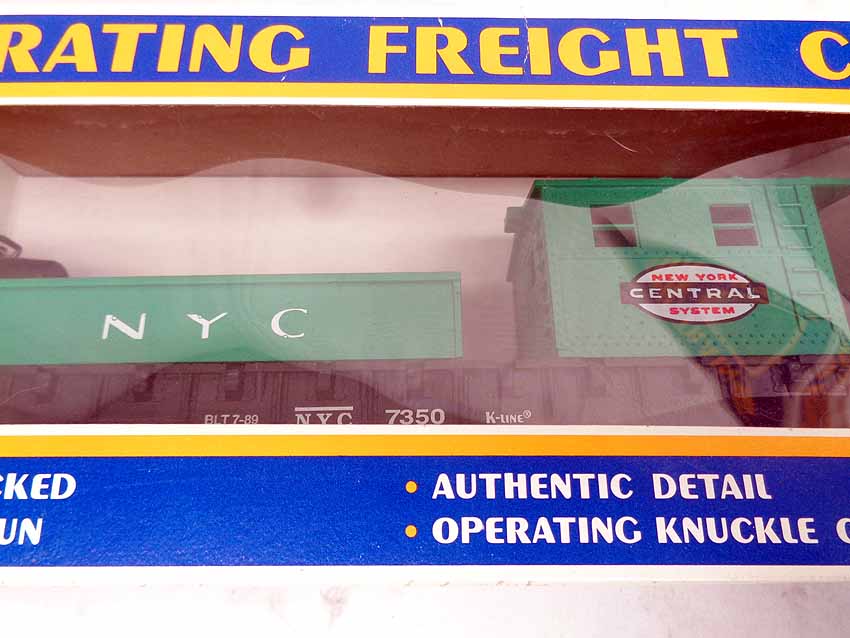 RATING FREIGHT C
NYC
NEW YORK
CENTRAL
SYSTEM
BLT 7-89 NYC 7350 K-LINE®
CKED
UN
• AUTHENTIC DETAIL
• OPERATING KNUCKLE C